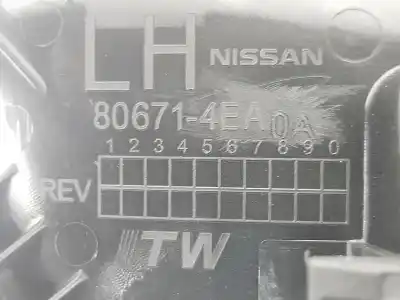 LH NISSAN
80671-4EA0A
1 2 3 4 5 6 7 8 9 0
REV
TW